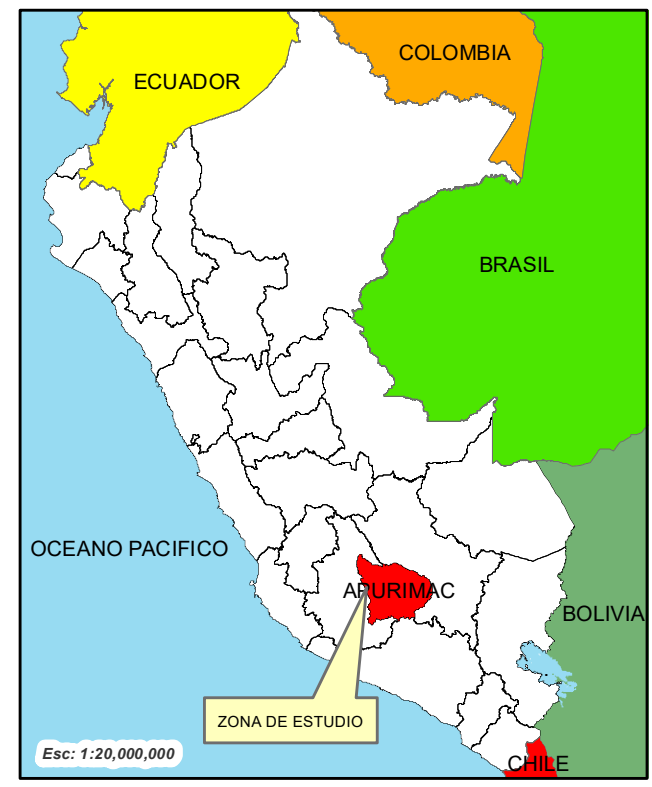 COLOMBIA
ECUADOR
BRASIL
OCEANO PACIFICO
APURIMAC
BOLIVIA
ZONA DE ESTUDIO
Esc: 1:20,000,000
CHILE